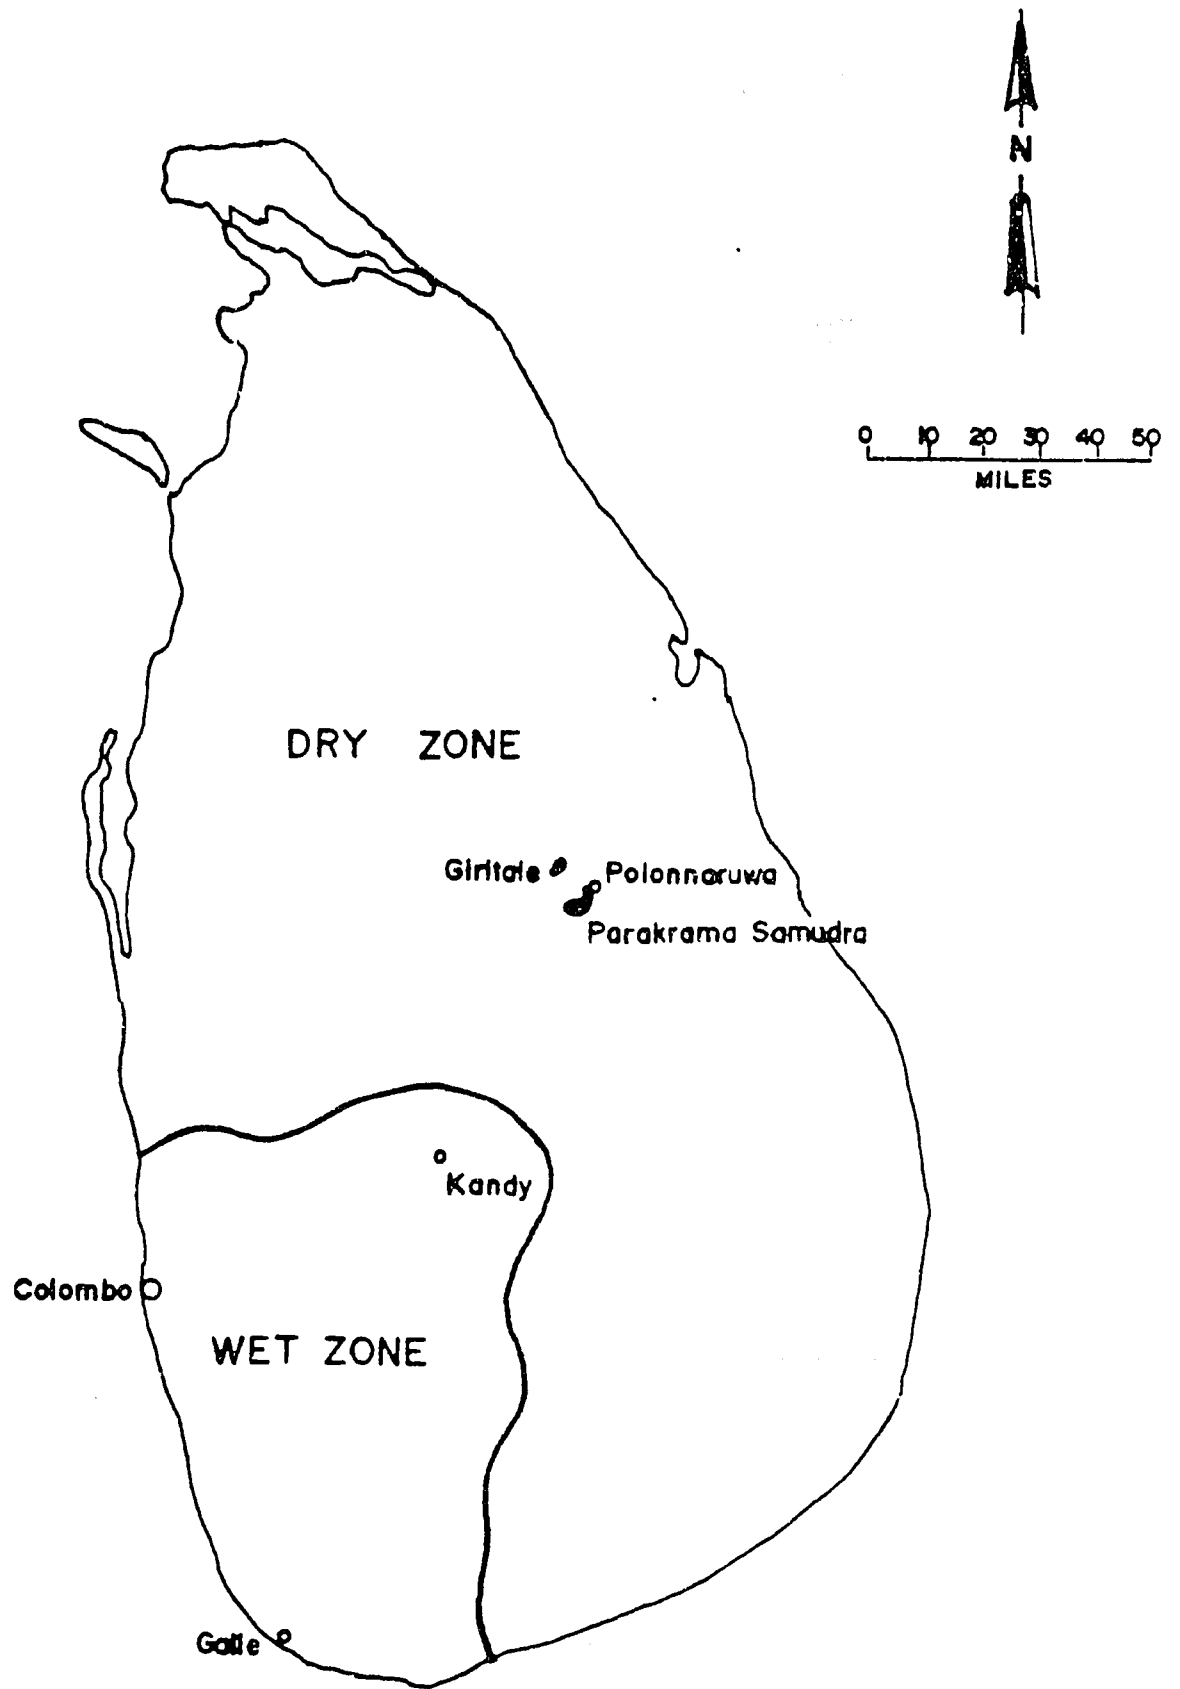 N
0 10 20 30 40 50
MILES
DRY ZONE
Giritale
Polonnaruwa
Parakrama Samudra
Kandy
Colombo
WET ZONE
Galle